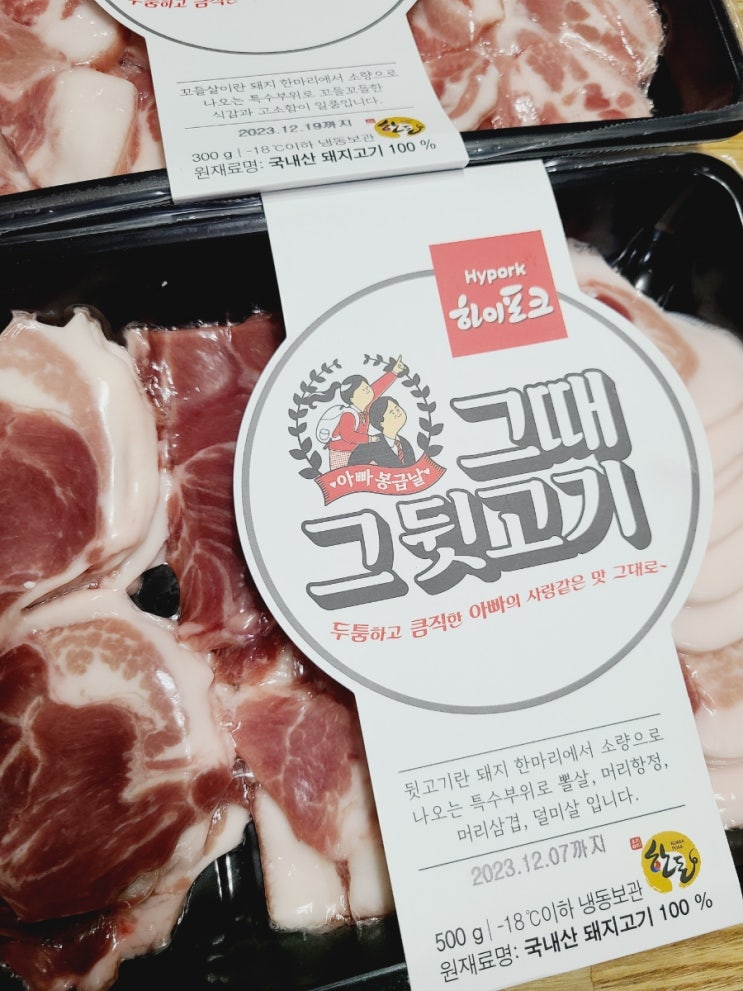 두툼하고 큼직
꼬들살이란 돼지 한마리에서 소량으로
나오는 특수부위로 꼬들꼬들한
식감과 고소함이 일품입니다.
2023.12.19까지
한돈
300 g | -18℃이하 냉동보관
원재료명: 국내산 돼지고기 100 %
Hypork
하이포크
그때
아빠 봉급날
그 뒷고기
두툼하고 큼직한 아빠의 사랑같은 맛 그대로~
뒷고기란 돼지 한마리에서 소량으로
나오는 특수부위로 뽈살, 머리항정,
머리삼겹, 덜미살 입니다.
2023.12.07까지
한돈
500 g | -18℃이하 냉동보관
원재료명: 국내산 돼지고기 100 %